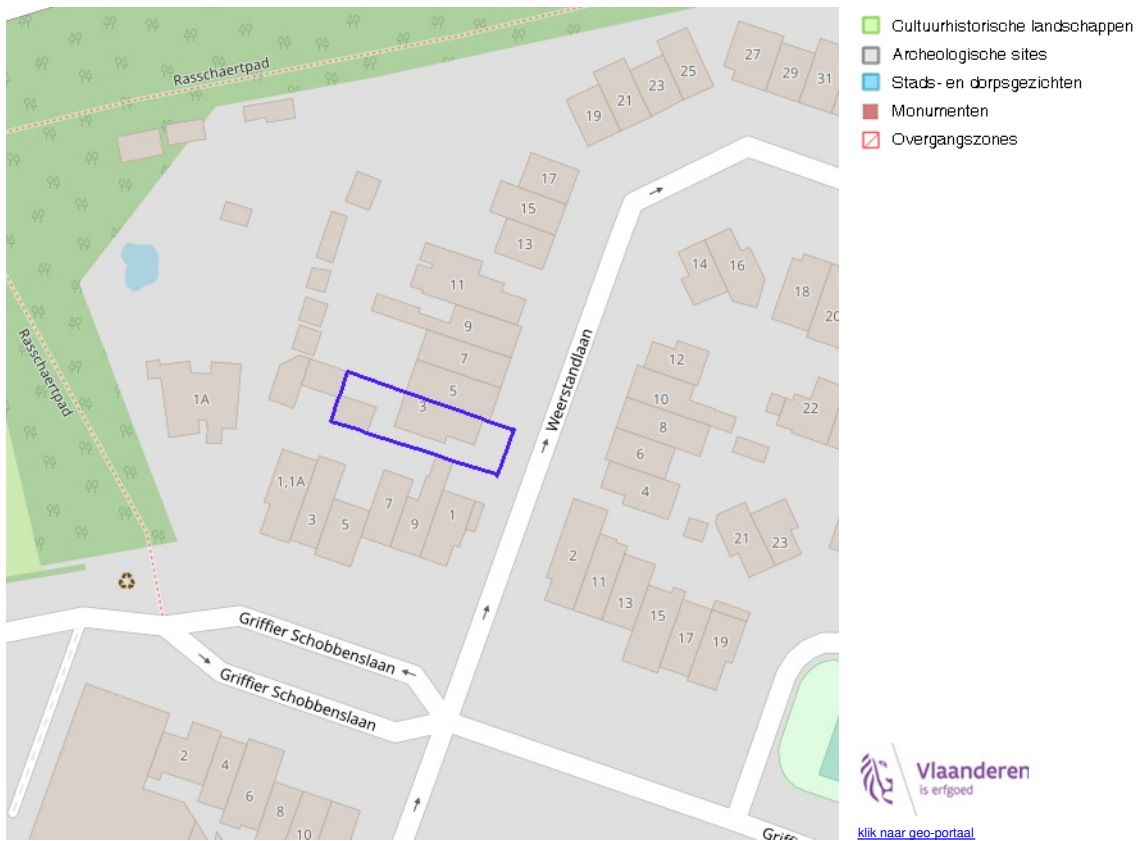 Rasschaertpad
27
29
31
25
23
21
19
17
15
13
14
16
18
20
11
9
7
5
3
12
10
8
6
4
22
Weerstandlaan
Rasschaertpad
1A
1,1A
3
5
7
9
1
2
11
13
15
17
19
21
23
Griffier Schobbenslaan
Griffier Schobbenslaan
2
4
6
8
10
Griff
Cultuurhistorische landschappen
Archeologische sites
Stads- en dorpsgezichten
Monumenten
Overgangszones
Vlaanderen
is erfgoed
klik naar geo-portaal